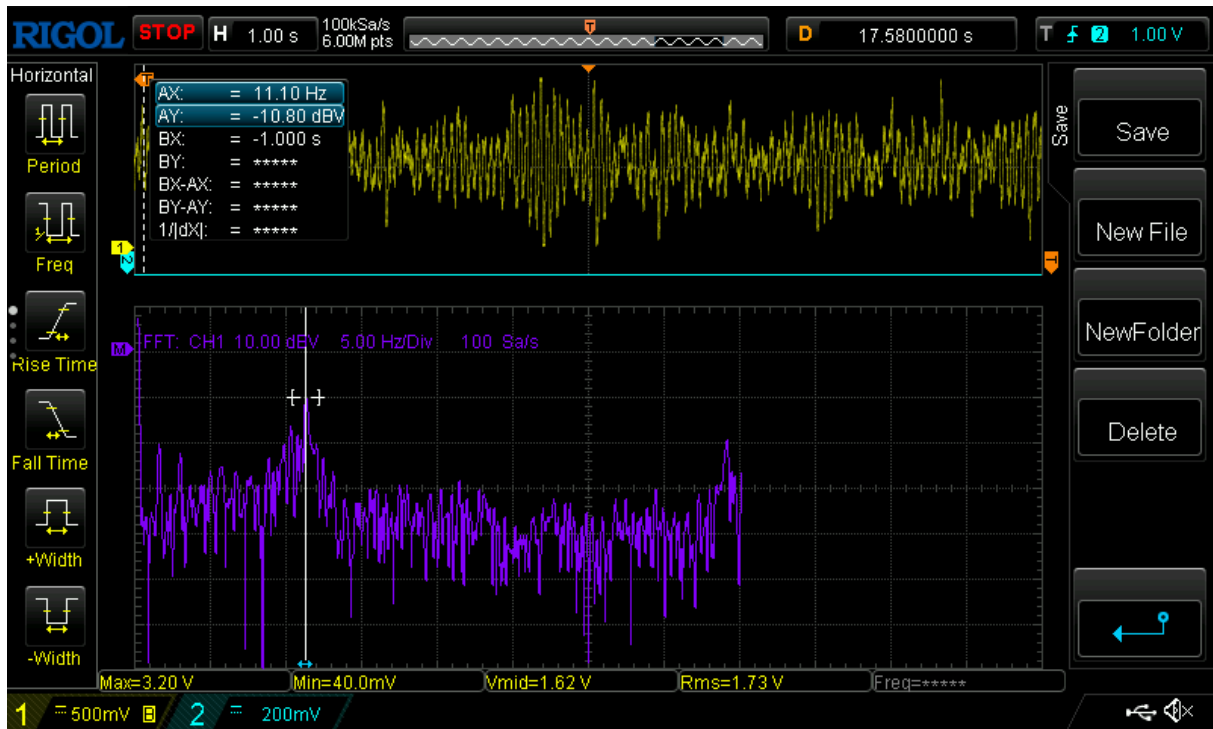 RIGOL STOP H 1.00 s 100kSa/s 6.00M pts T D 17.5800000 s T 2 1.00 V
Horizontal
Period
1/ Freq
Rise Time
Fall Time
+Width
-Width
T
AX: = 11.10 Hz
AY: = -10.80 dBV
BX: = -1.000 s
BY: = *****
BX-AX: = *****
BY-AY: = *****
1/|dX|: = *****
1
2
T
M FFT: CH1 10.00 dBV 5.00 Hz/Div 100 Sa/s
Save
Save
New File
NewFolder
Delete
Max=3.20 V Min=40.0mV Vmid=1.62 V Rms=1.73 V Freq=*****
1 500mV B 2 200mV